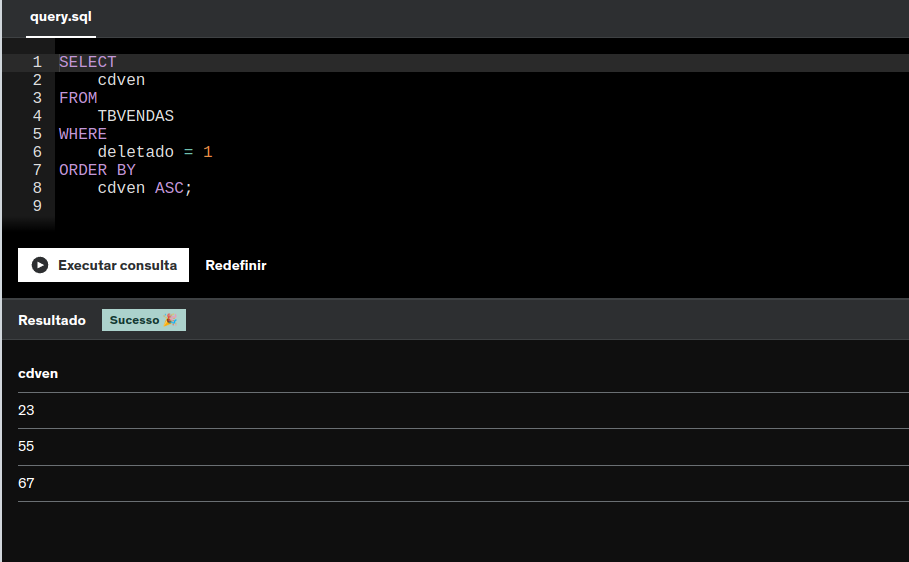 query.sql
1 SELECT
2     cdven
3 FROM
4     TBVENDAS
5 WHERE
6     deletado = 1
7 ORDER BY
8     cdven ASC;
9
Executar consulta Redefinir
Resultado Sucesso 🎉
cdven
23
55
67